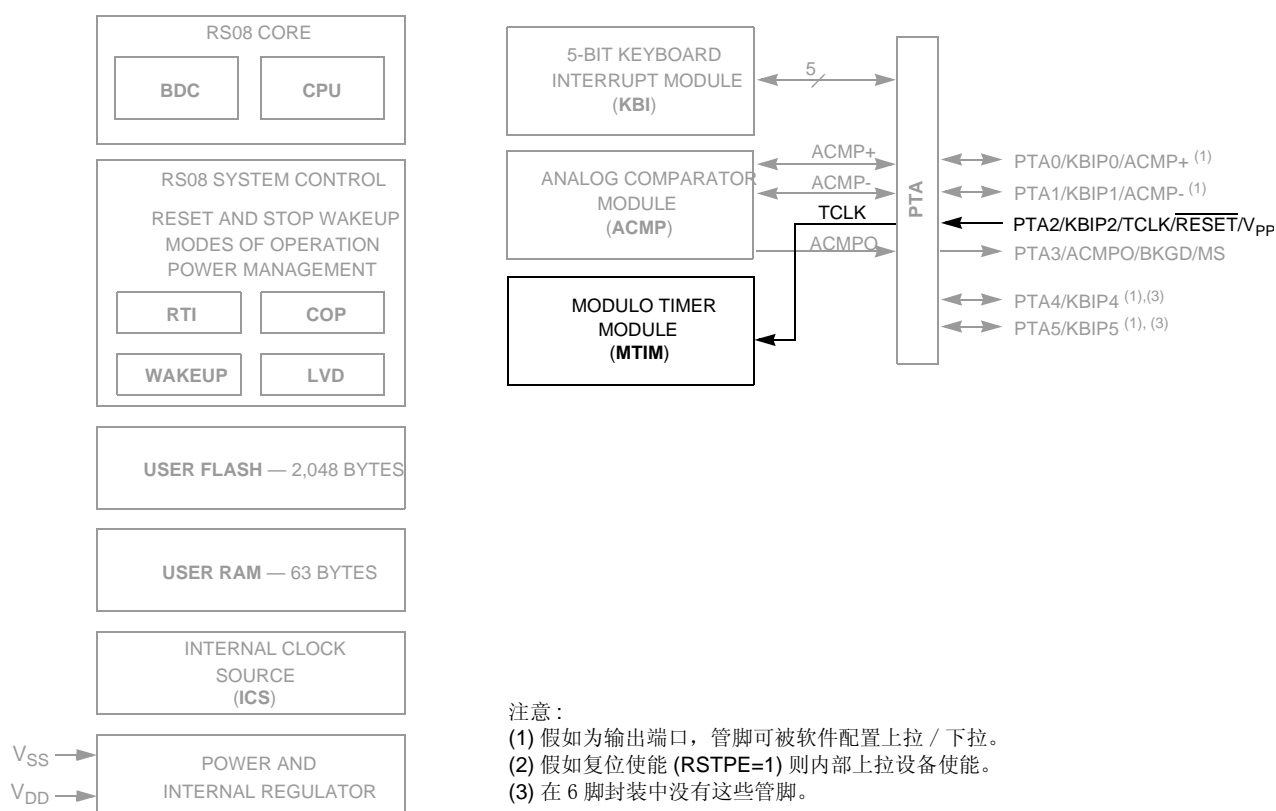 RS08 CORE
BDC
CPU
RS08 SYSTEM CONTROL
RESET AND STOP WAKEUP
MODES OF OPERATION
POWER MANAGEMENT
RTI
COP
WAKEUP
LVD
USER FLASH — 2,048 BYTES
USER RAM — 63 BYTES
INTERNAL CLOCK
SOURCE
(ICS)
VSS
VDD
POWER AND
INTERNAL REGULATOR
5-BIT KEYBOARD
INTERRUPT MODULE
(KBI)
5
ANALOG COMPARATOR
MODULE
(ACMP)
ACMP+
ACMP-
TCLK
ACMPO
MODULO TIMER
MODULE
(MTIM)
PTA
PTA0/KBIP0/ACMP+ (1)
PTA1/KBIP1/ACMP- (1)
PTA2/KBIP2/TCLK/RESET/VPP
PTA3/ACMPO/BKGD/MS
PTA4/KBIP4 (1),(3)
PTA5/KBIP5 (1), (3)
注意:
(1) 假如为输出端口，管脚可被软件配置上拉 / 下拉。
(2) 假如复位使能 (RSTPE=1) 则内部上拉设备使能。
(3) 在 6 脚封装中没有这些管脚。